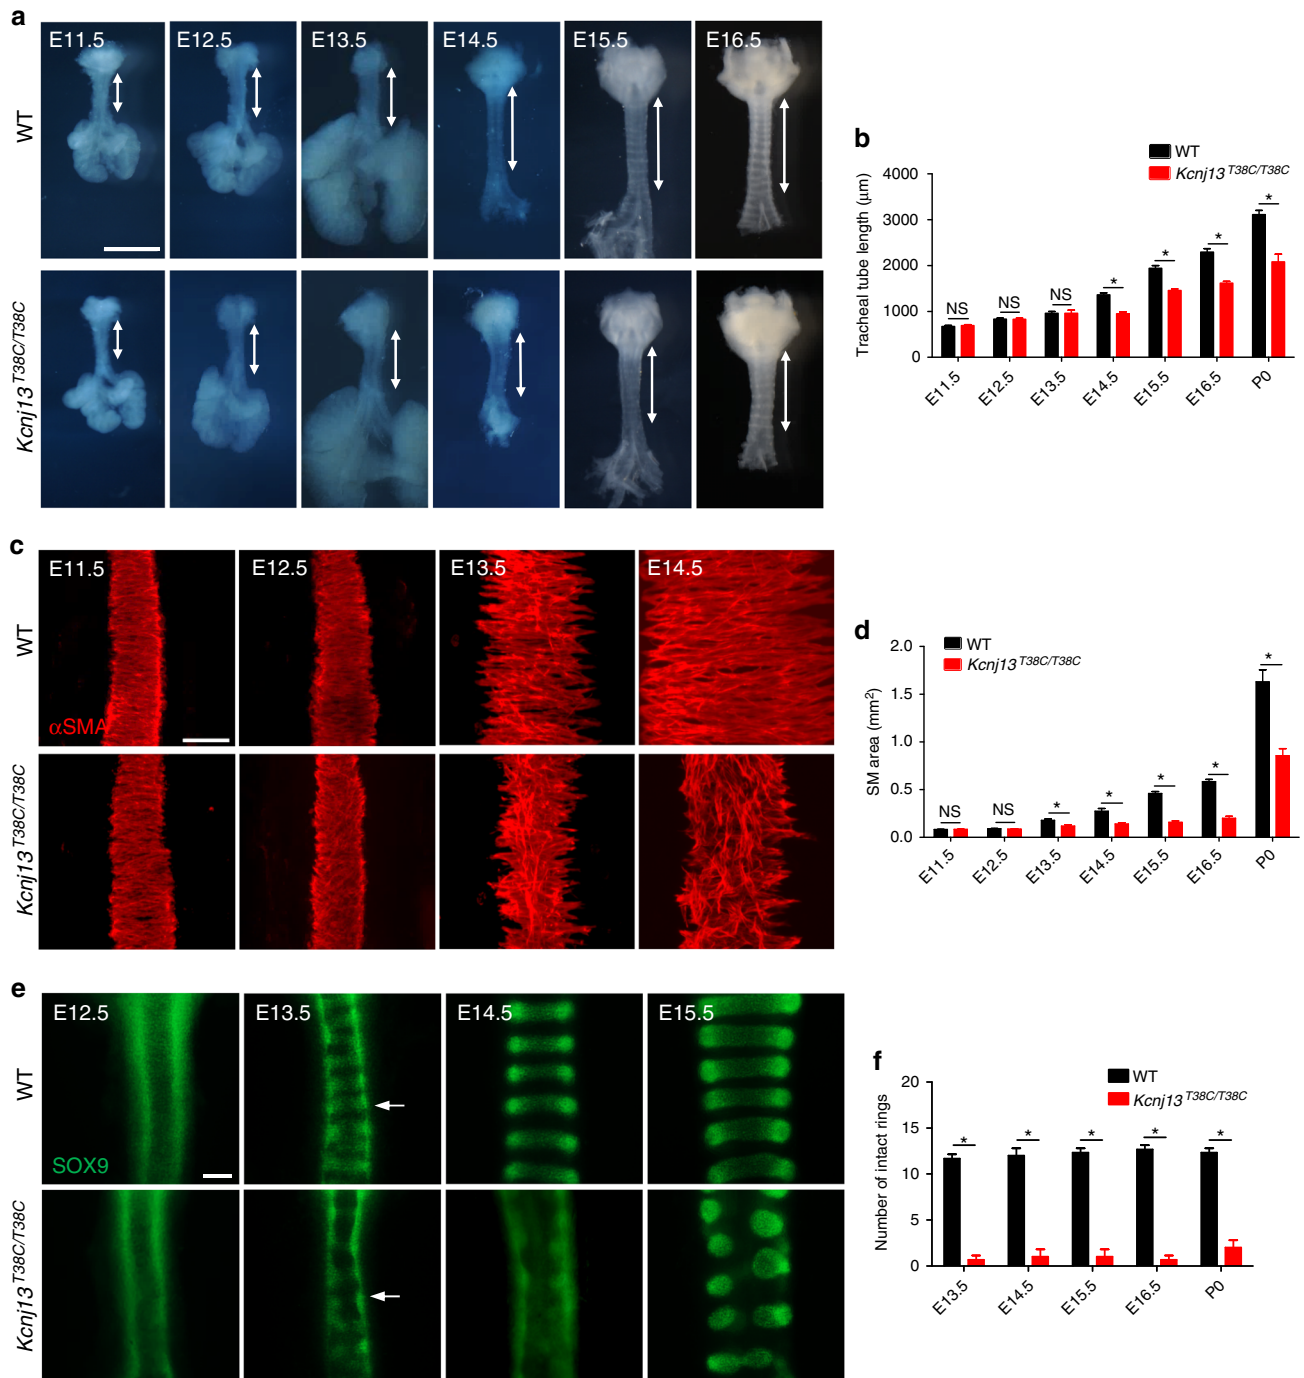 a
E11.5 E12.5 E13.5 E14.5 E15.5 E16.5
WT
Kcnj13 T38C/T38C
b
WT
Kcnj13 T38C/T38C
Tracheal tube length (μm)
4000
3000
2000
1000
0
NS NS NS * * * *
E11.5 E12.5 E13.5 E14.5 E15.5 E16.5 P0
c
E11.5 E12.5 E13.5 E14.5
WT
αSMA
Kcnj13 T38C/T38C
d
WT
Kcnj13 T38C/T38C
SM area (mm²)
2.0
1.5
1.0
0.5
0.0
NS NS * * * * *
E11.5 E12.5 E13.5 E14.5 E15.5 E16.5 P0
e
E12.5 E13.5 E14.5 E15.5
WT
SOX9
Kcnj13 T38C/T38C
f
WT
Kcnj13 T38C/T38C
Number of intact rings
20
15
10
5
0
* * * * *
E13.5 E14.5 E15.5 E16.5 P0